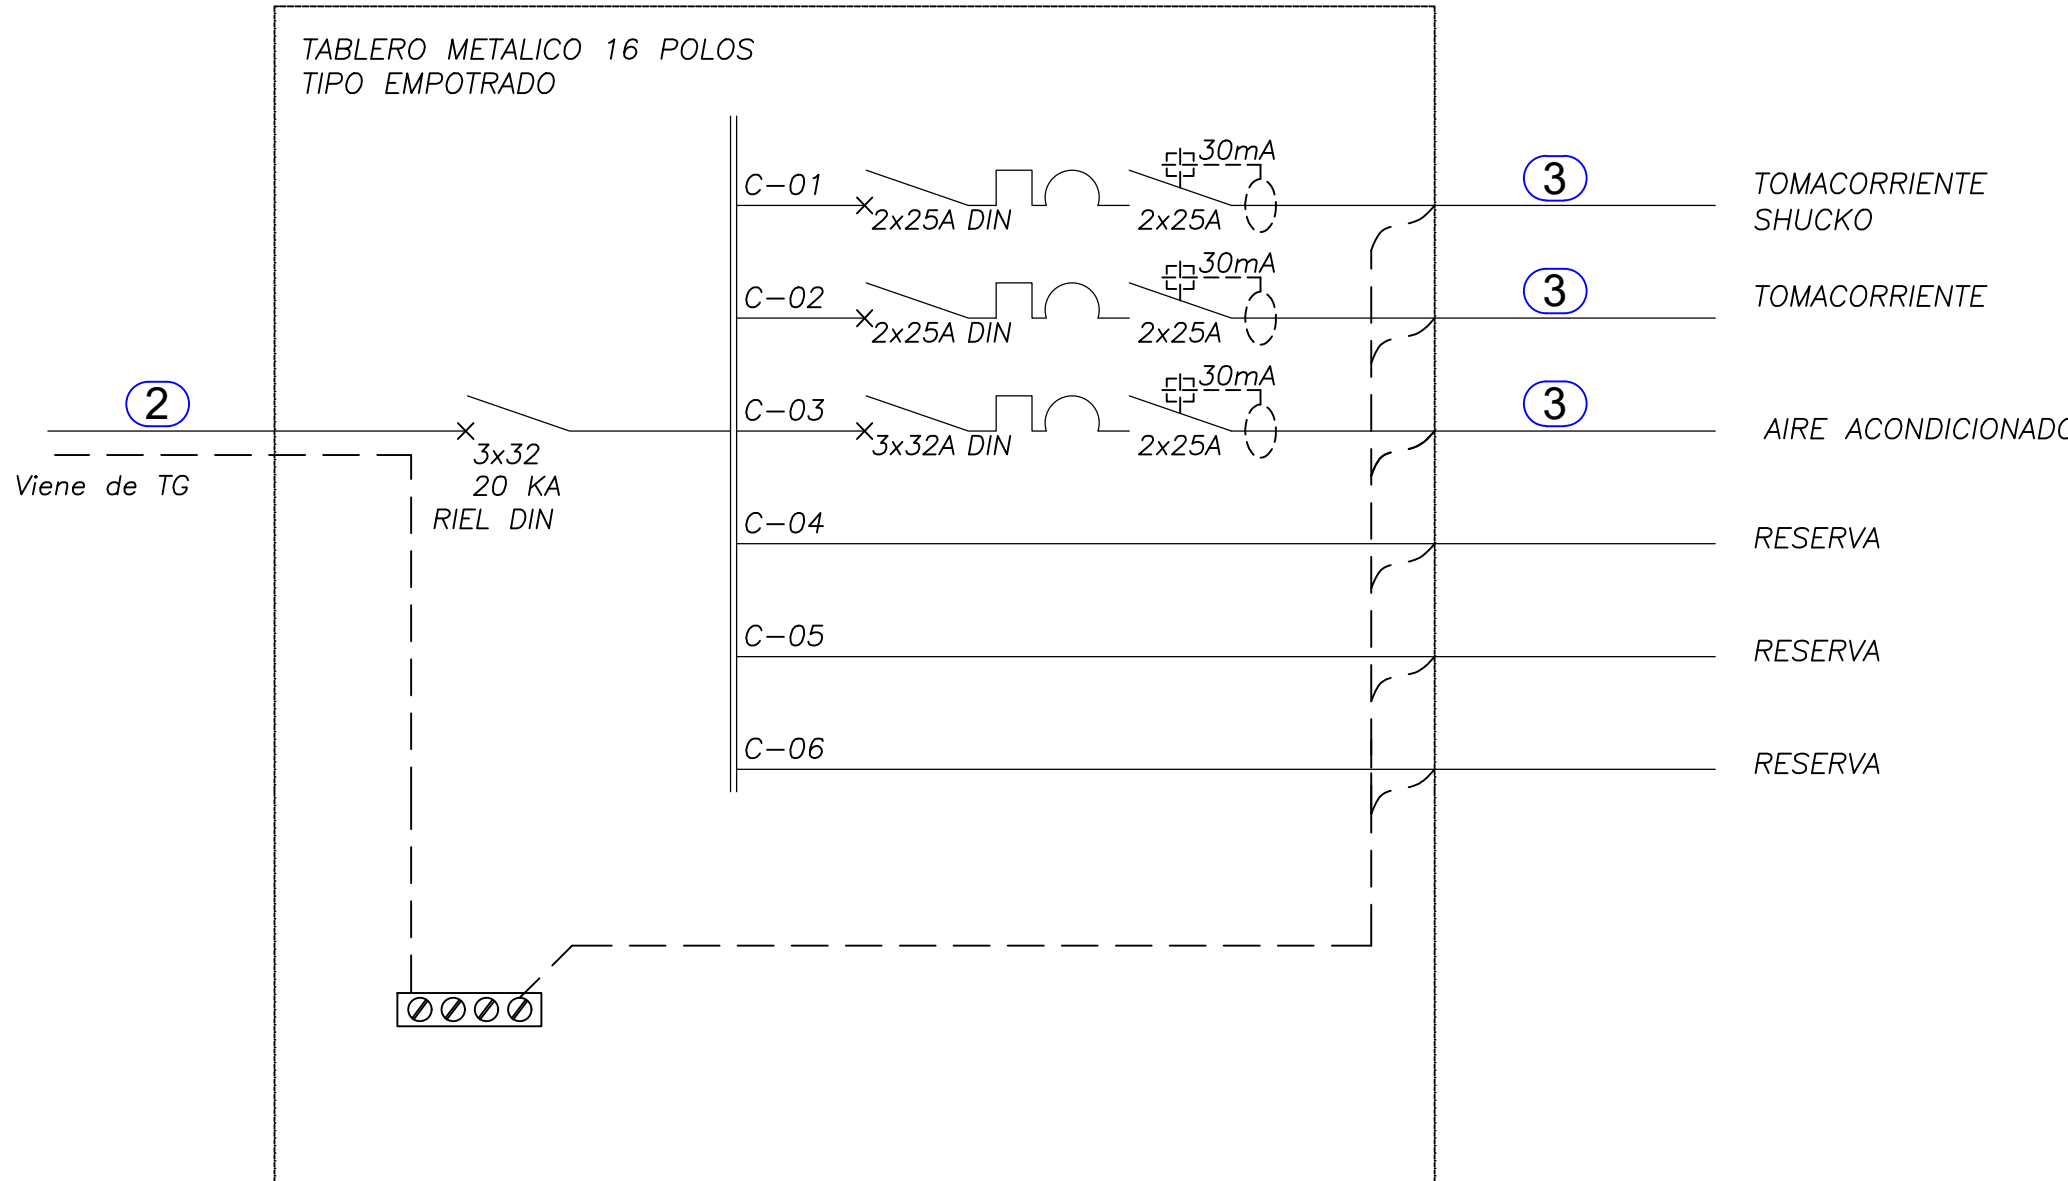 TABLERO METALICO 16 POLOS
TIPO EMPOTRADO
C-01
2x25A DIN
30mA
2x25A
3
TOMACORRIENTE
SHUCKO
C-02
2x25A DIN
30mA
2x25A
3
TOMACORRIENTE
2
Viene de TG
3x32
20 KA
RIEL DIN
C-03
3x32A DIN
30mA
2x25A
3
AIRE ACONDICIONADO
C-04
RESERVA
C-05
RESERVA
C-06
RESERVA